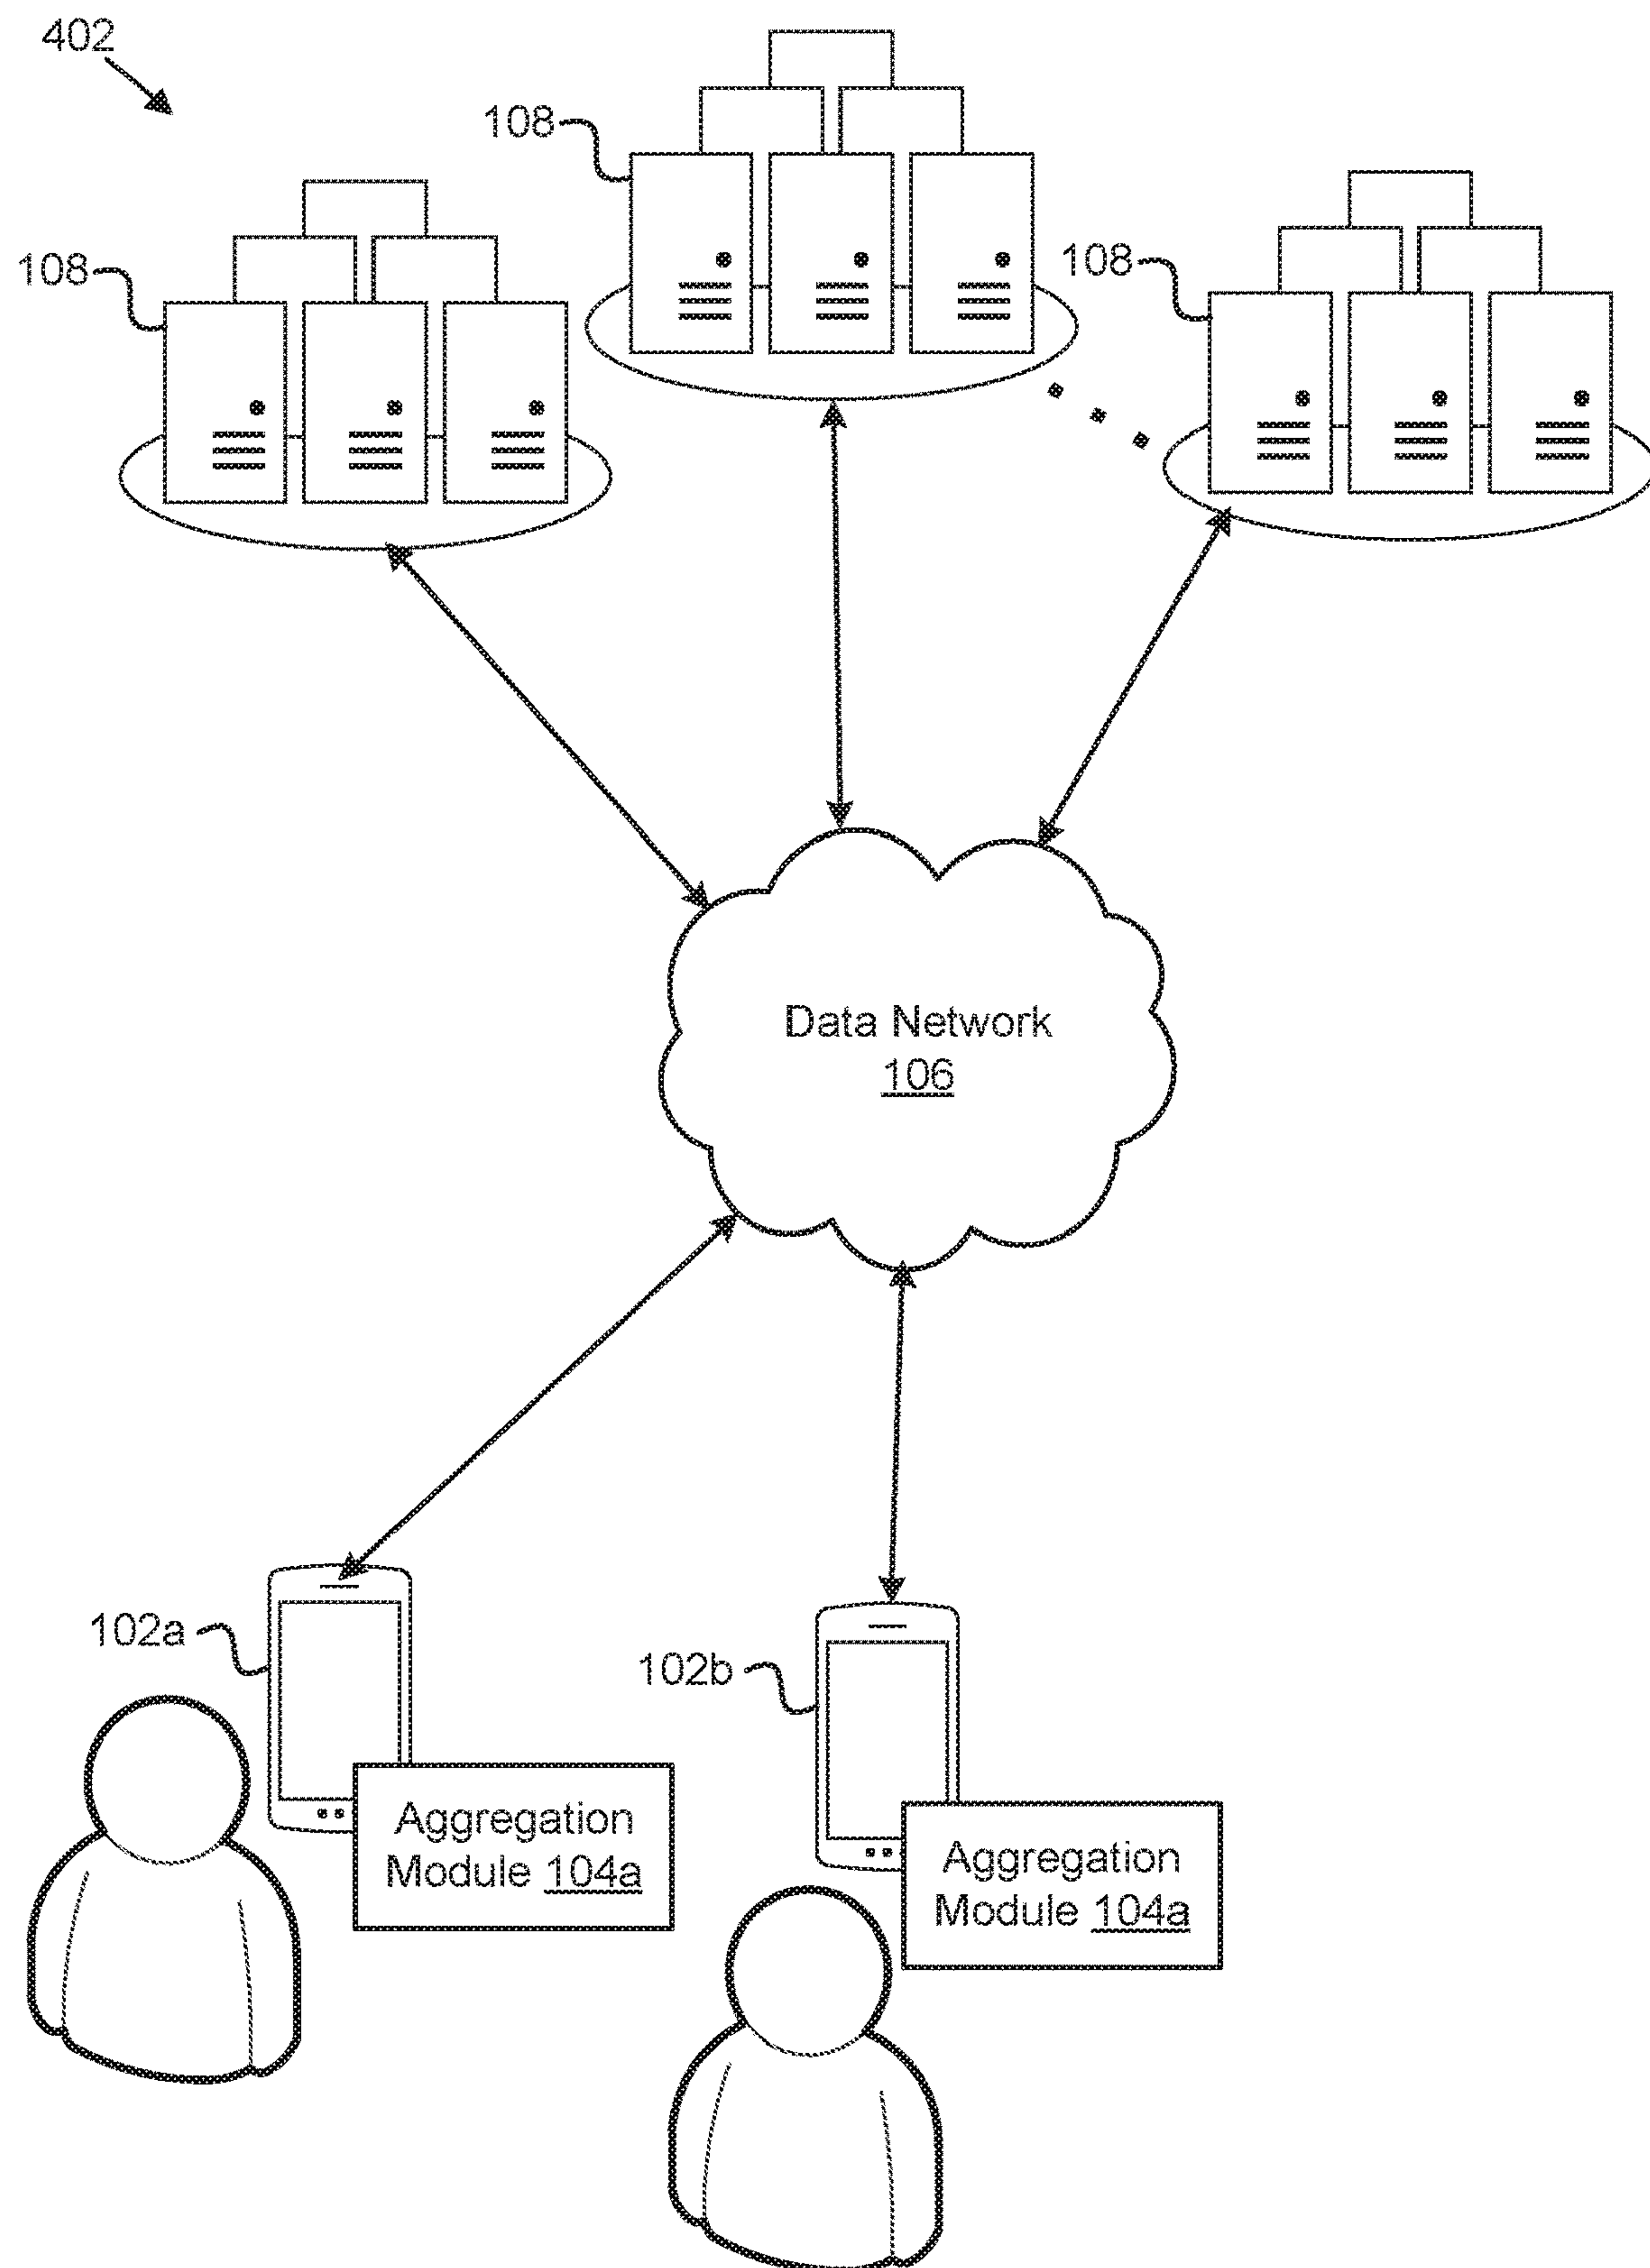 402
108
108
108
Data Network
106
102a
102b
Aggregation
Module 104a
Aggregation
Module 104a